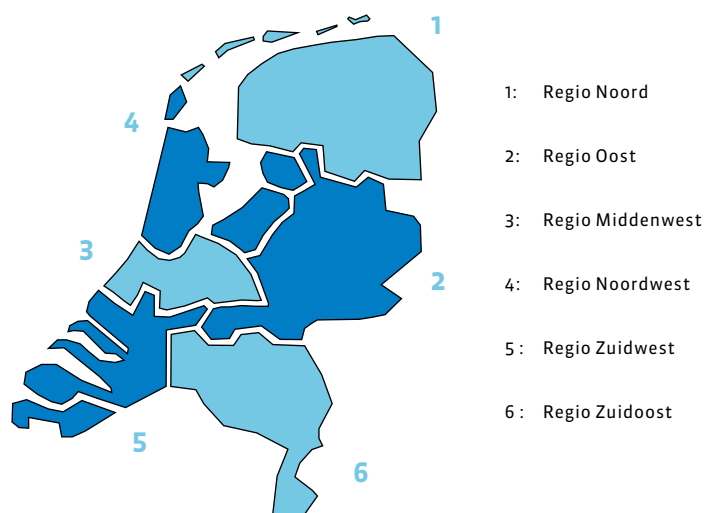 1
4
3
2
5
6
1: Regio Noord
2: Regio Oost
3: Regio Middenwest
4: Regio Noordwest
5: Regio Zuidwest
6: Regio Zuidoost